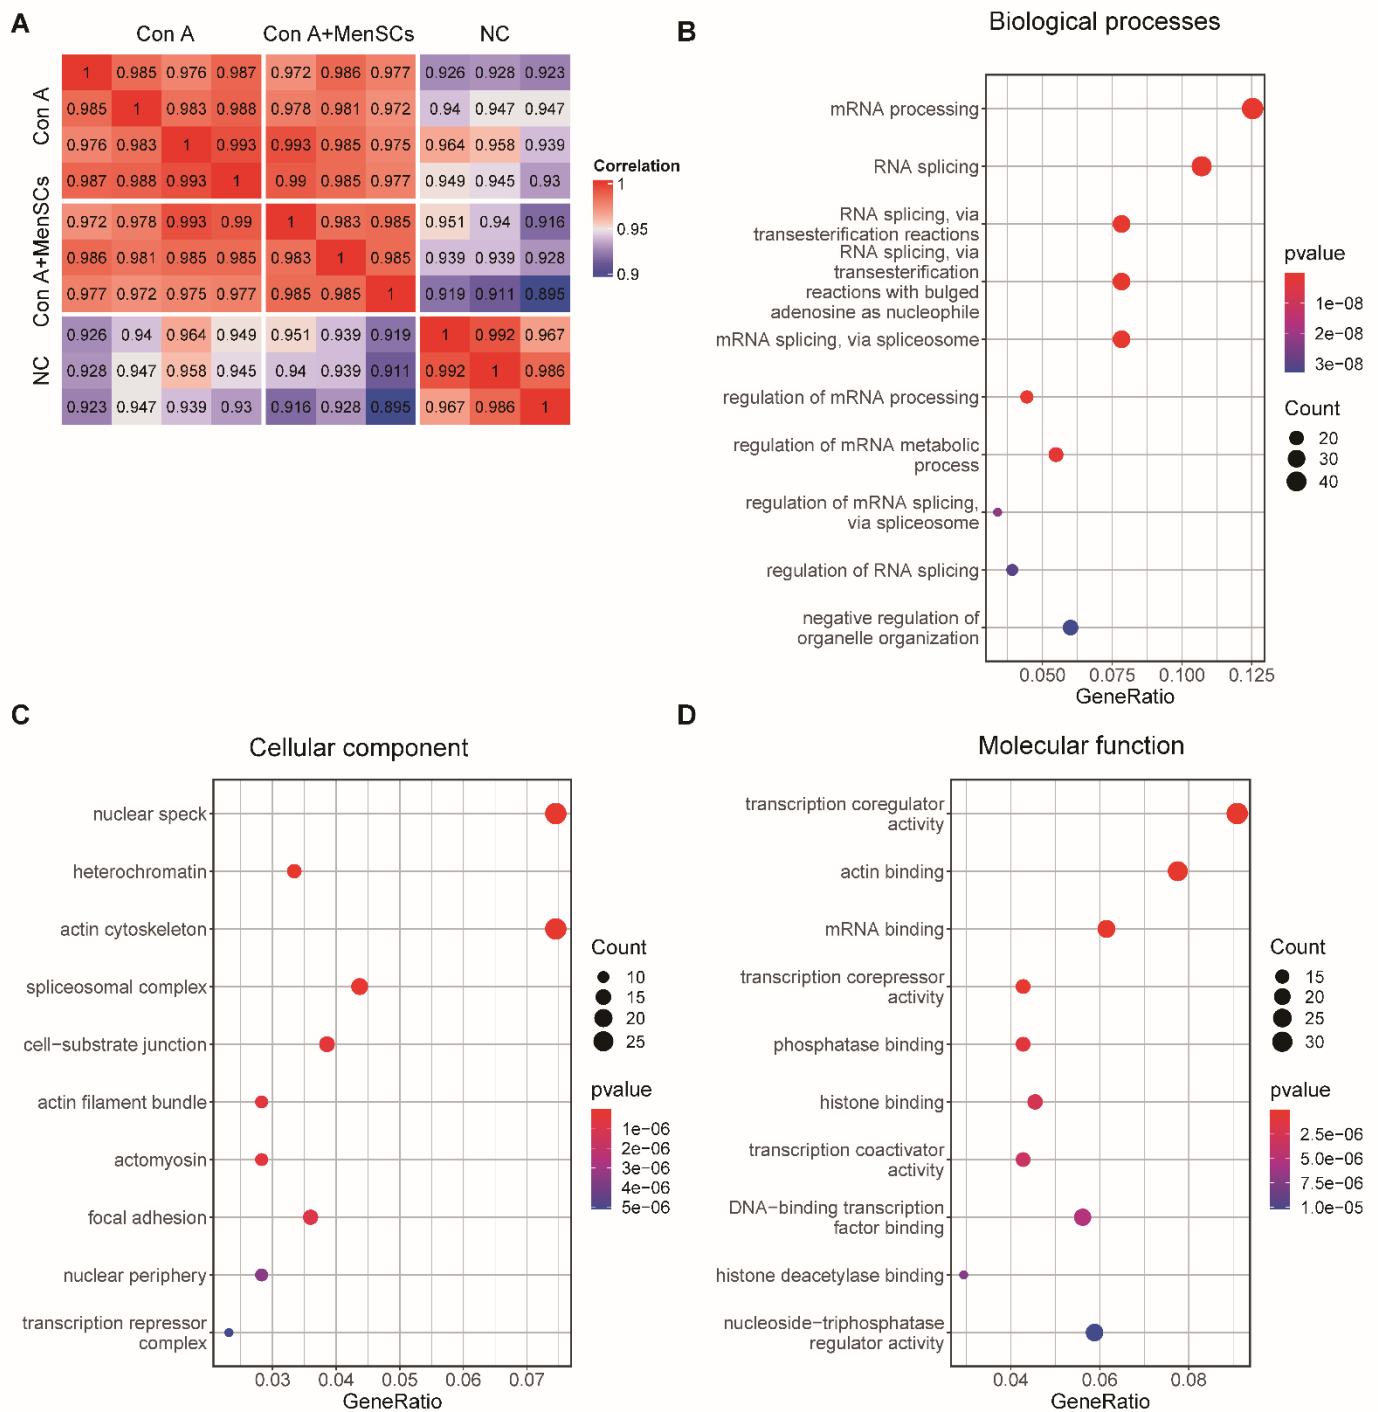 A
Con A Con A+MenSCs NC
Con A
Con A+MenSCs
NC
1 0.985 0.976 0.987 0.972 0.986 0.977 0.926 0.928 0.923
0.985 1 0.983 0.988 0.978 0.981 0.972 0.94 0.947 0.947
0.976 0.983 1 0.993 0.993 0.985 0.975 0.964 0.958 0.939
0.987 0.988 0.993 1 0.99 0.985 0.977 0.949 0.945 0.93
0.972 0.978 0.993 0.99 1 0.983 0.985 0.951 0.94 0.916
0.986 0.981 0.985 0.985 0.983 1 0.985 0.939 0.939 0.928
0.977 0.972 0.975 0.977 0.985 0.985 1 0.919 0.911 0.895
0.926 0.94 0.964 0.949 0.951 0.939 0.919 1 0.992 0.967
0.928 0.947 0.958 0.945 0.94 0.939 0.911 0.992 1 0.986
0.923 0.947 0.939 0.93 0.916 0.928 0.895 0.967 0.986 1
Correlation
1
0.95
0.9
B
Biological processes
mRNA processing
RNA splicing
RNA splicing, via
transesterification reactions
RNA splicing, via
transesterification
reactions with bulged
adenosine as nucleophile
mRNA splicing, via spliceosome
regulation of mRNA processing
regulation of mRNA metabolic
process
regulation of mRNA splicing,
via spliceosome
regulation of RNA splicing
negative regulation of
organelle organization
0.050 0.075 0.100 0.125
GeneRatio
pvalue
1e−08
2e−08
3e−08
Count
20
30
40
C
Cellular component
nuclear speck
heterochromatin
actin cytoskeleton
spliceosomal complex
cell−substrate junction
actin filament bundle
actomyosin
focal adhesion
nuclear periphery
transcription repressor
complex
0.03 0.04 0.05 0.06 0.07
GeneRatio
Count
10
15
20
25
pvalue
1e−06
2e−06
3e−06
4e−06
5e−06
D
Molecular function
transcription coregulator
activity
actin binding
mRNA binding
transcription corepressor
activity
phosphatase binding
histone binding
transcription coactivator
activity
DNA−binding transcription
factor binding
histone deacetylase binding
nucleoside−triphosphatase
regulator activity
0.04 0.06 0.08
GeneRatio
Count
15
20
25
30
pvalue
2.5e−06
5.0e−06
7.5e−06
1.0e−05